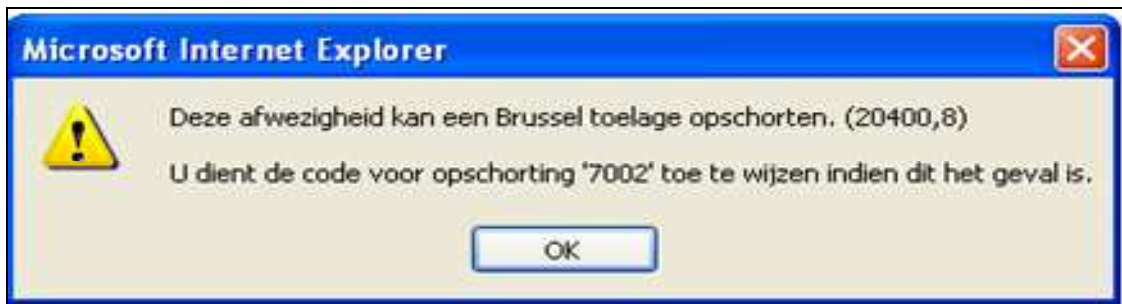 Microsoft Internet Explorer
Deze afwezigheid kan een Brussel toelage opschorten. (20400,8)
U dient de code voor opschorting '7002' toe te wijzen indien dit het geval is.
OK